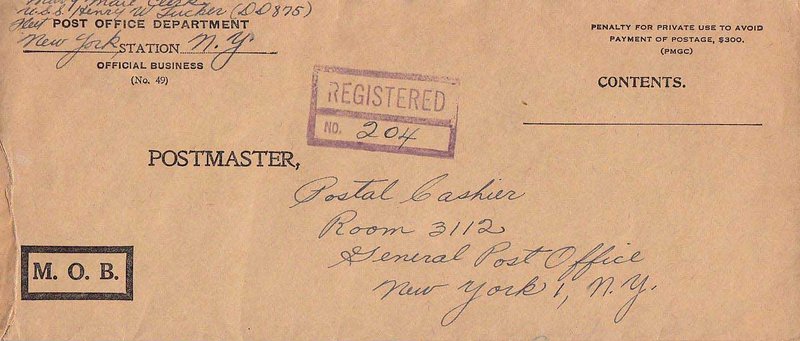 Navy Mail Clerk
U.S.S. Henry W. Tucker (DD875)
Fleet POST OFFICE DEPARTMENT
New York STATION N. Y.
OFFICIAL BUSINESS
(No. 49)
PENALTY FOR PRIVATE USE TO AVOID
PAYMENT OF POSTAGE, $300.
(PMGC)
CONTENTS.
REGISTERED
NO. 204
POSTMASTER,
Postal Cashier
Room 3112
General Post Office
New York 1, N.Y.
M. O. B.